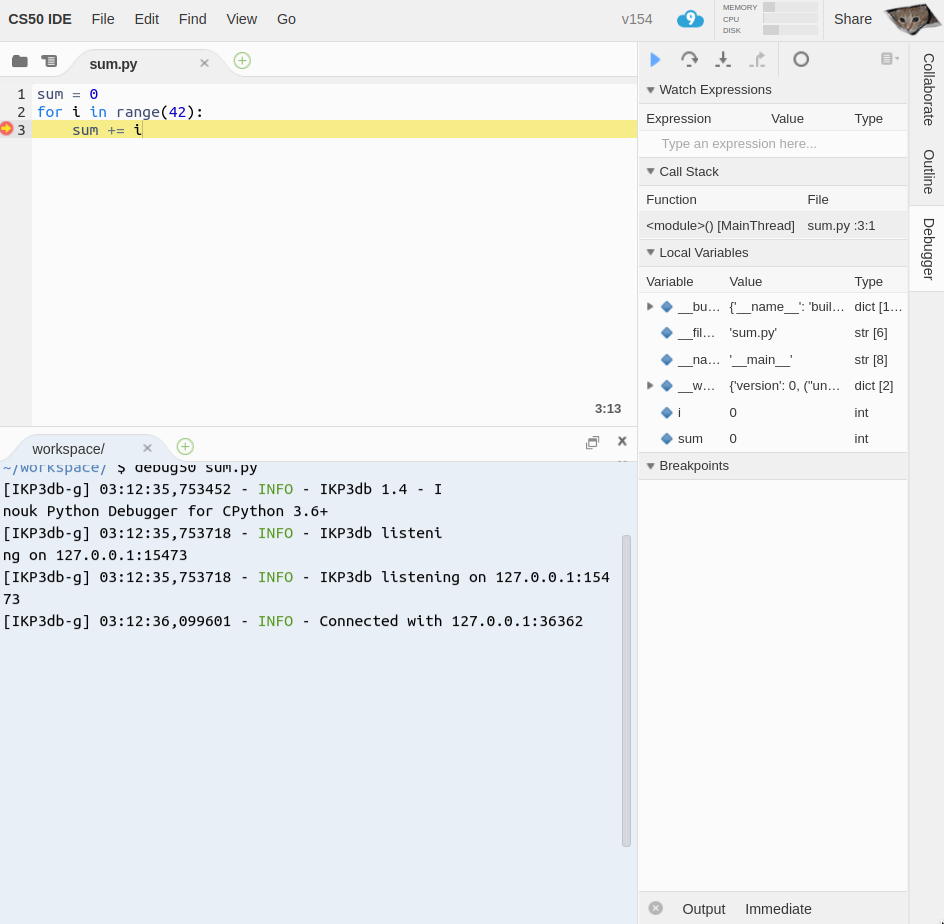 CS50 IDE File Edit Find View Go v154 9 MEMORY CPU DISK Share
sum.py
1 sum = 0
2 for i in range(42):
3 sum += i
3:13
workspace/
~/workspace/ $ debug50 sum.py
[IKP3db-g] 03:12:35,753452 - INFO - IKP3db 1.4 - I
nouk Python Debugger for CPython 3.6+
[IKP3db-g] 03:12:35,753718 - INFO - IKP3db listeni
ng on 127.0.0.1:15473
[IKP3db-g] 03:12:35,753718 - INFO - IKP3db listening on 127.0.0.1:154
73
[IKP3db-g] 03:12:36,099601 - INFO - Connected with 127.0.0.1:36362
Watch Expressions
Expression Value Type
Type an expression here...
Call Stack
Function File
<module>() [MainThread] sum.py :3:1
Local Variables
Variable Value Type
__bu... {'__name__': 'buil... dict [1...
__fil... 'sum.py' str [6]
__na... '__main__' str [8]
__w... {'version': 0, ("un... dict [2]
i 0 int
sum 0 int
Breakpoints
Output Immediate
Collaborate
Outline
Debugger